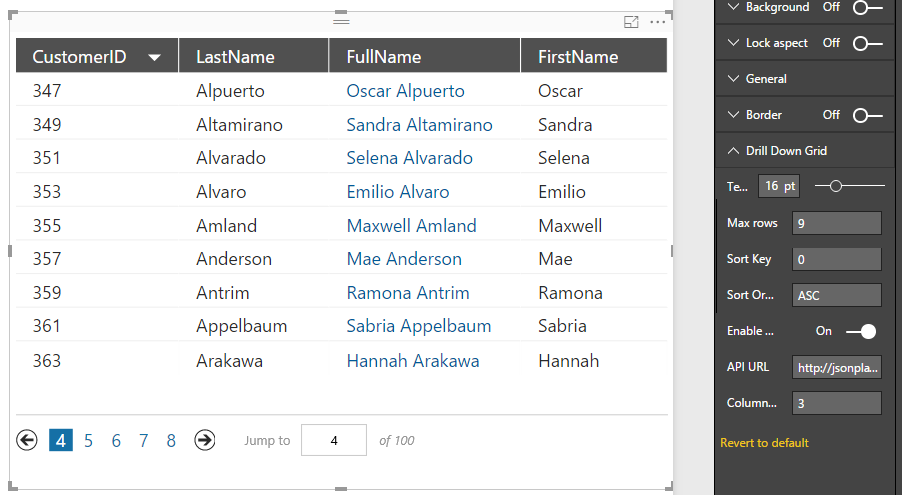 CustomerID LastName FullName FirstName
347 Alpuerto Oscar Alpuerto Oscar
349 Altamirano Sandra Altamirano Sandra
351 Alvarado Selena Alvarado Selena
353 Alvaro Emilio Alvaro Emilio
355 Amland Maxwell Amland Maxwell
357 Anderson Mae Anderson Mae
359 Antrim Ramona Antrim Ramona
361 Appelbaum Sabria Appelbaum Sabria
363 Arakawa Hannah Arakawa Hannah
4 5 6 7 8 Jump to 4 of 100
Background Off
Lock aspect Off
General
Border Off
Drill Down Grid
Te... 16 pt
Max rows 9
Sort Key 0
Sort Or... ASC
Enable ... On
API URL http://jsonpla...
Column... 3
Revert to default